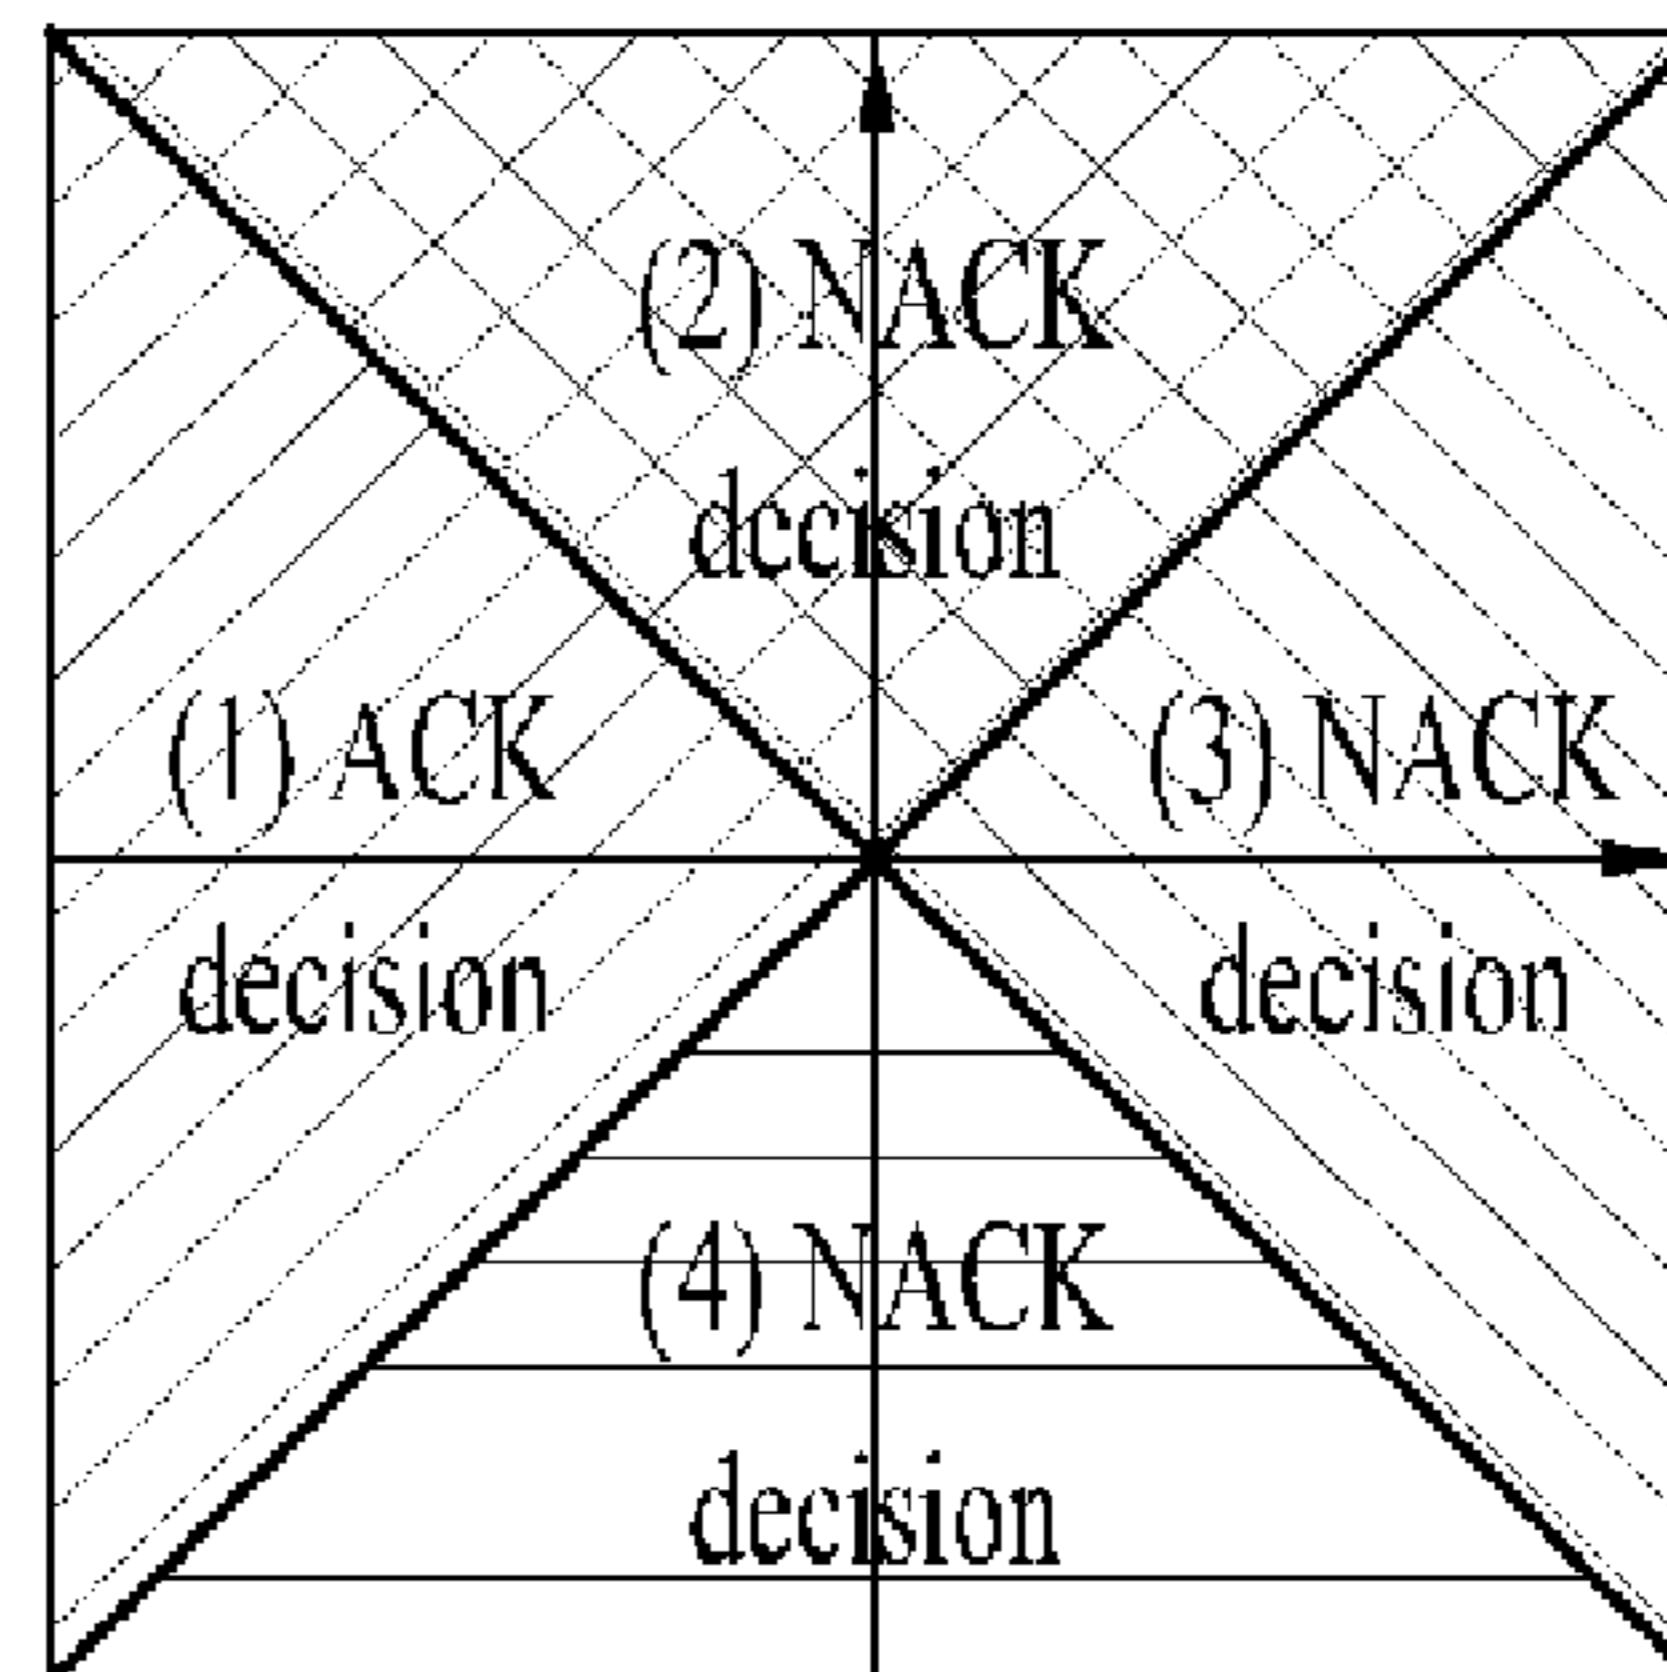 (2) NACK
decision
(1) ACK
decision
(3) NACK
decision
(4) NACK
decision